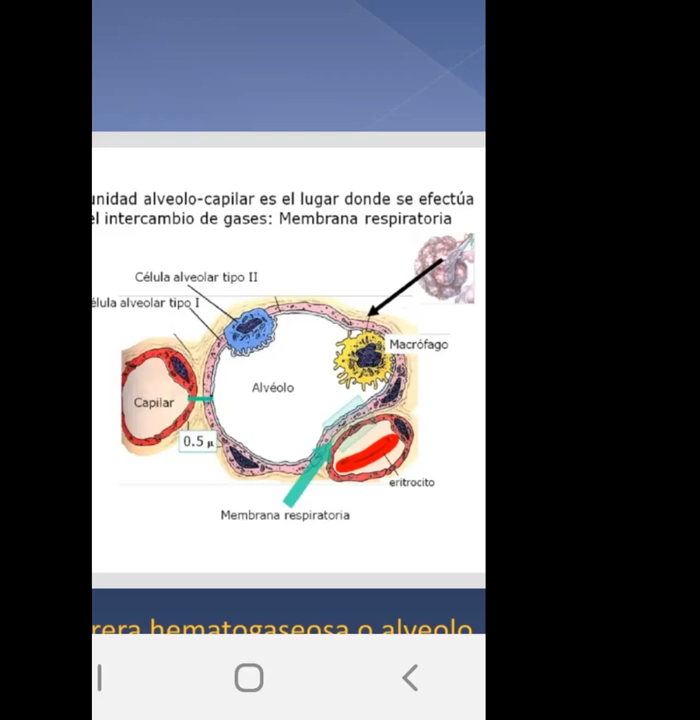 unidad alveolo-capilar es el lugar donde se efectúa
el intercambio de gases: Membrana respiratoria
Célula alveolar tipo II
élula alveolar tipo I
Macrófago
Alvéolo
Capilar
0.5 μ
eritrocito
Membrana respiratoria
rera hematogaseosa o alveolo